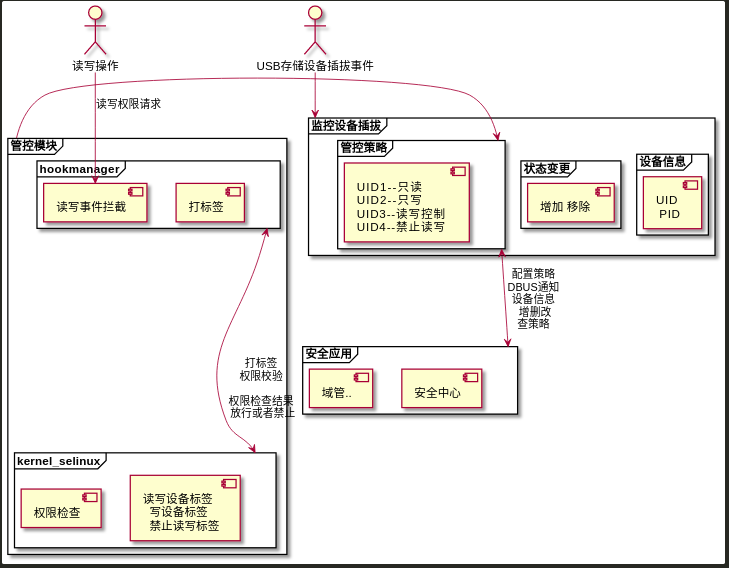 读写操作
USB存储设备插拔事件
读写权限请求
管控模块
hookmanager
读写事件拦截
打标签
监控设备插拔
管控策略
UID1--只读
UID2--只写
UID3--读写控制
UID4--禁止读写
状态变更
增加 移除
设备信息
UID
PID
配置策略
DBUS通知
设备信息
增删改
查策略
安全应用
域管..
安全中心
打标签
权限校验
权限检查结果
放行或者禁止
kernel_selinux
权限检查
读写设备标签
写设备标签
禁止读写标签